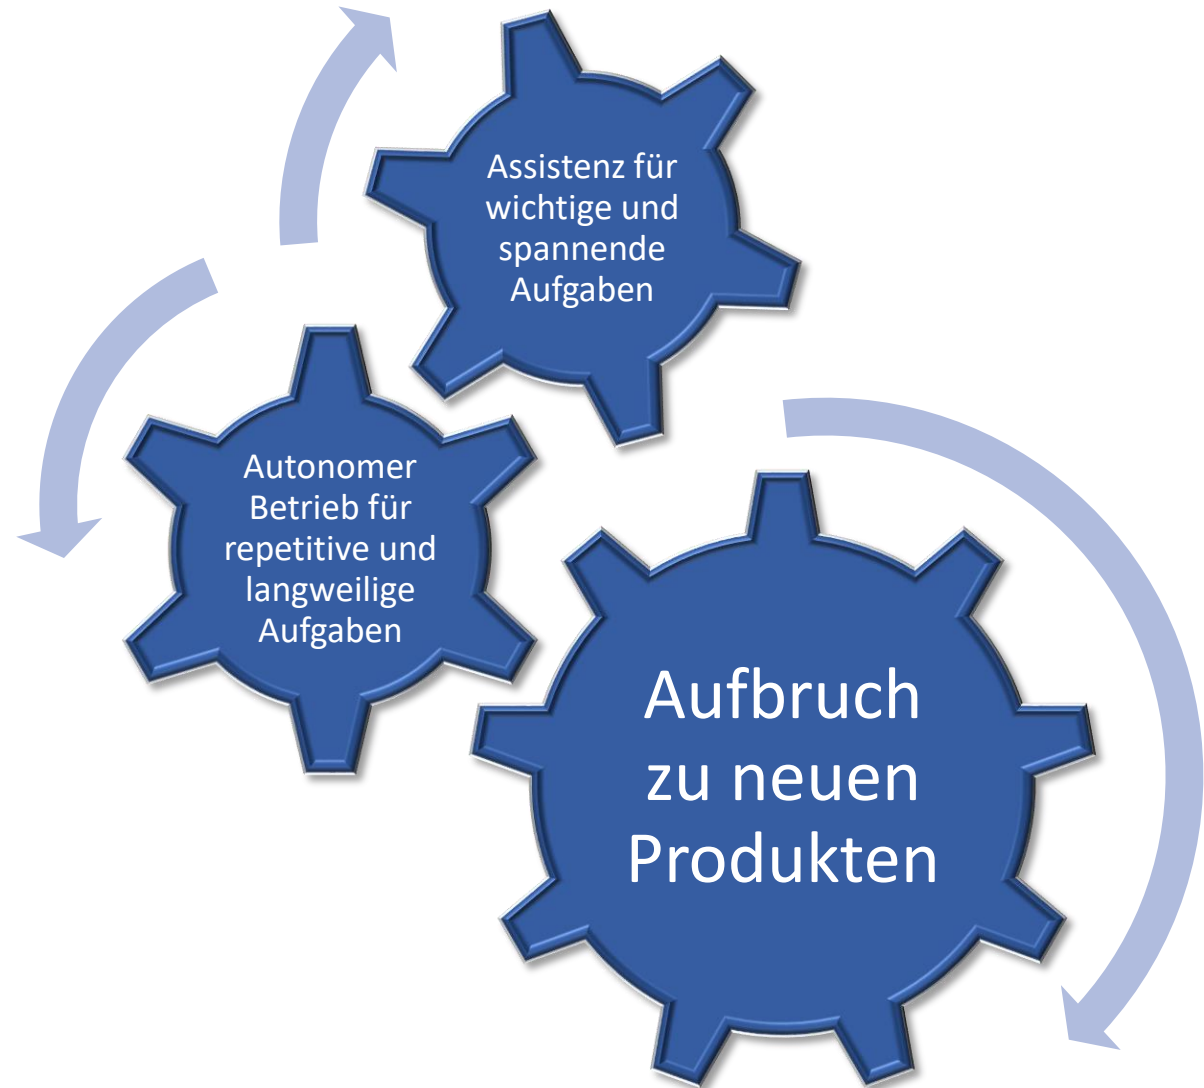 Assistenz für
wichtige und
spannende
Aufgaben
Autonomer
Betrieb für
repetitive und
langweilige
Aufgaben
Aufbruch
zu neuen
Produkten